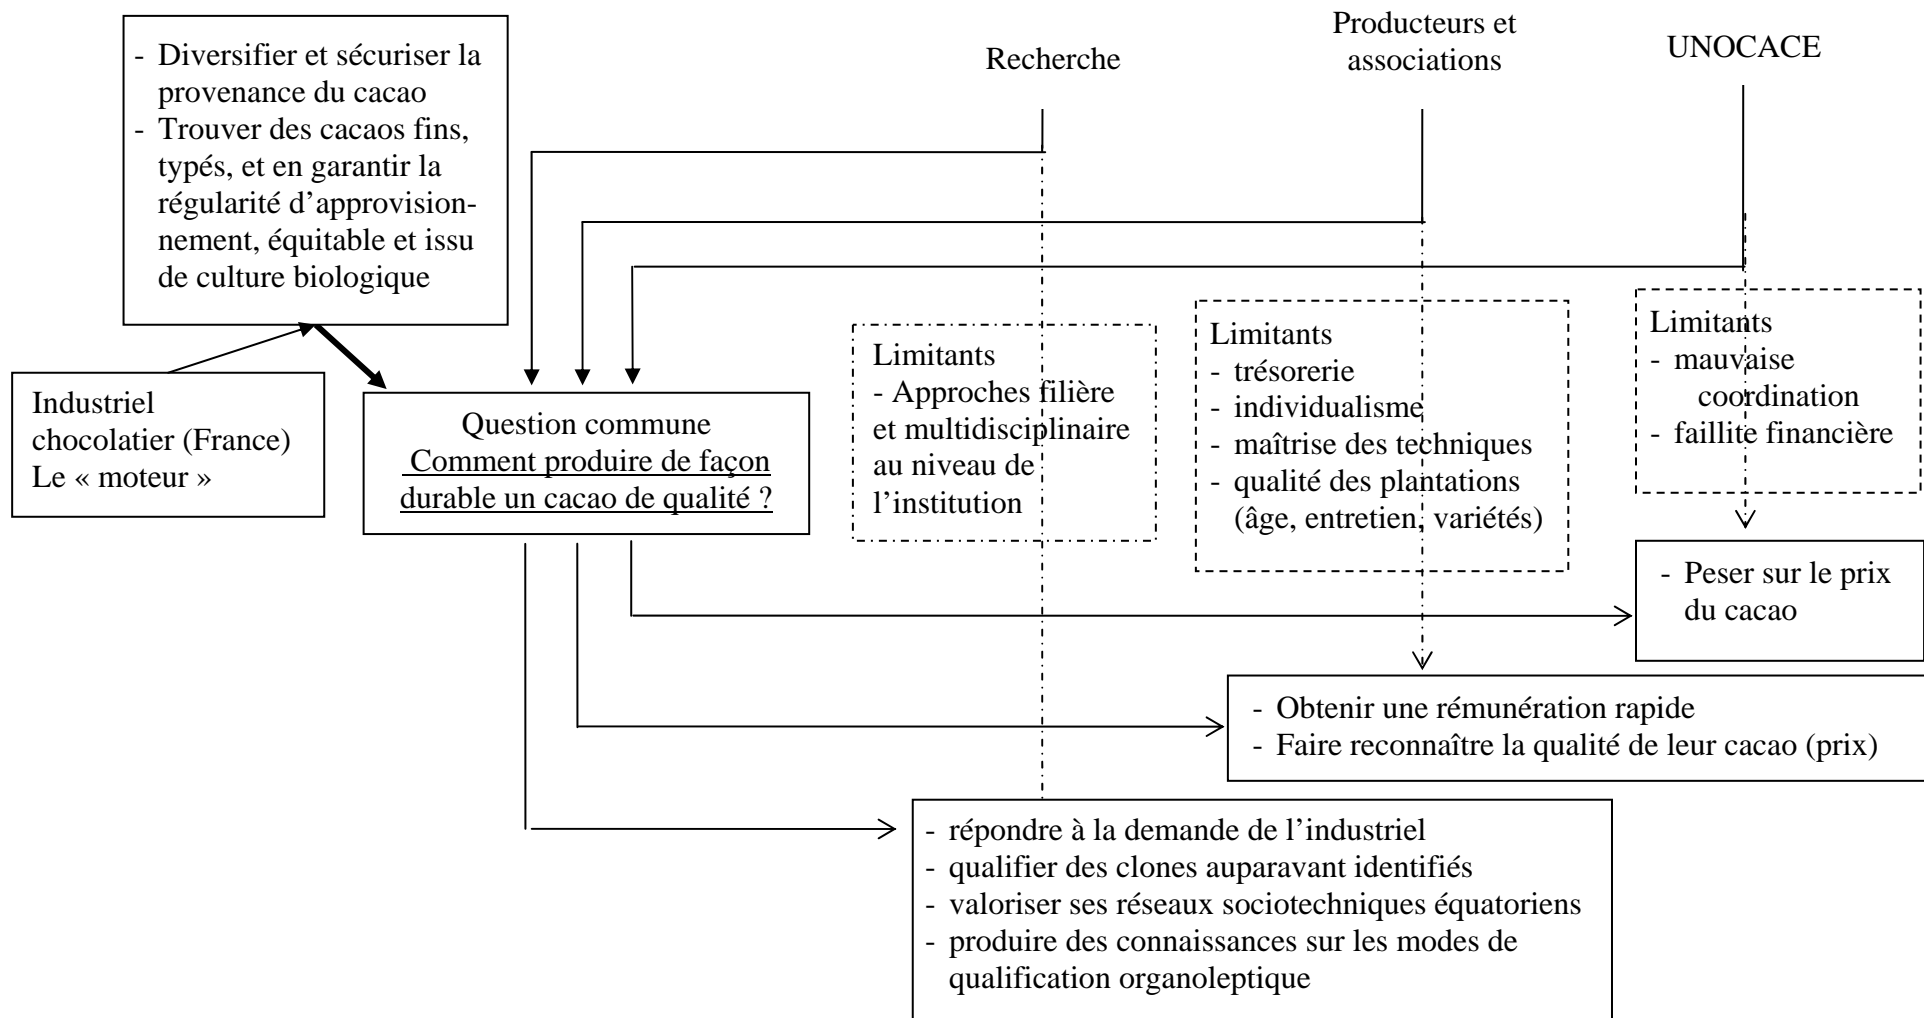 - Diversifier et sécuriser la
provenance du cacao
- Trouver des cacaos fins,
typés, et en garantir la
régularité d’approvision-
nement, équitable et issu
de culture biologique
Recherche
Producteurs et
associations
UNOCACE
Industriel
chocolatier (France)
Le « moteur »
Question commune
Comment produire de façon
durable un cacao de qualité ?
Limitants
- Approches filière
et multidisciplinaire
au niveau de
l’institution
Limitants
- trésorerie
- individualisme
- maîtrise des techniques
- qualité des plantations
(âge, entretien, variétés)
Limitants
- mauvaise
coordination
- faillite financière
- Peser sur le prix
du cacao
- Obtenir une rémunération rapide
- Faire reconnaître la qualité de leur cacao (prix)
- répondre à la demande de l’industriel
- qualifier des clones auparavant identifiés
- valoriser ses réseaux sociotechniques équatoriens
- produire des connaissances sur les modes de
qualification organoleptique